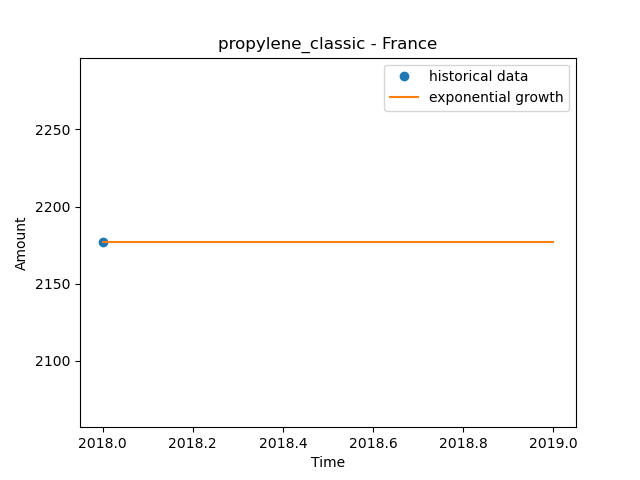 propylene_classic - France
historical data
exponential growth
2250
2200
2150
2100
Amount
2018.0 2018.2 2018.4 2018.6 2018.8 2019.0
Time